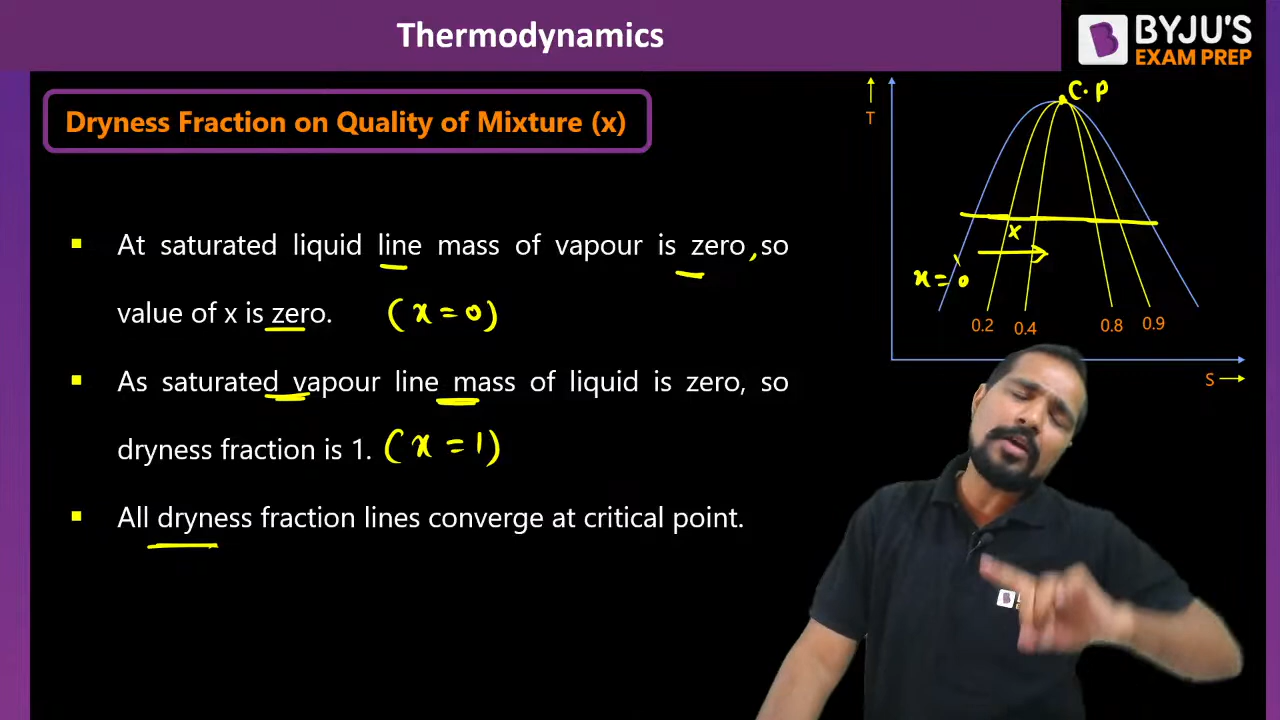 Thermodynamics
BYJU'S
EXAM PREP
Dryness Fraction on Quality of Mixture (x)
At saturated liquid line mass of vapour is zero, so
value of x is zero. (x = 0)
As saturated vapour line mass of liquid is zero, so
dryness fraction is 1. (x = 1)
All dryness fraction lines converge at critical point.
C.P
T
x
x = 0
0.2 0.4 0.8 0.9
S